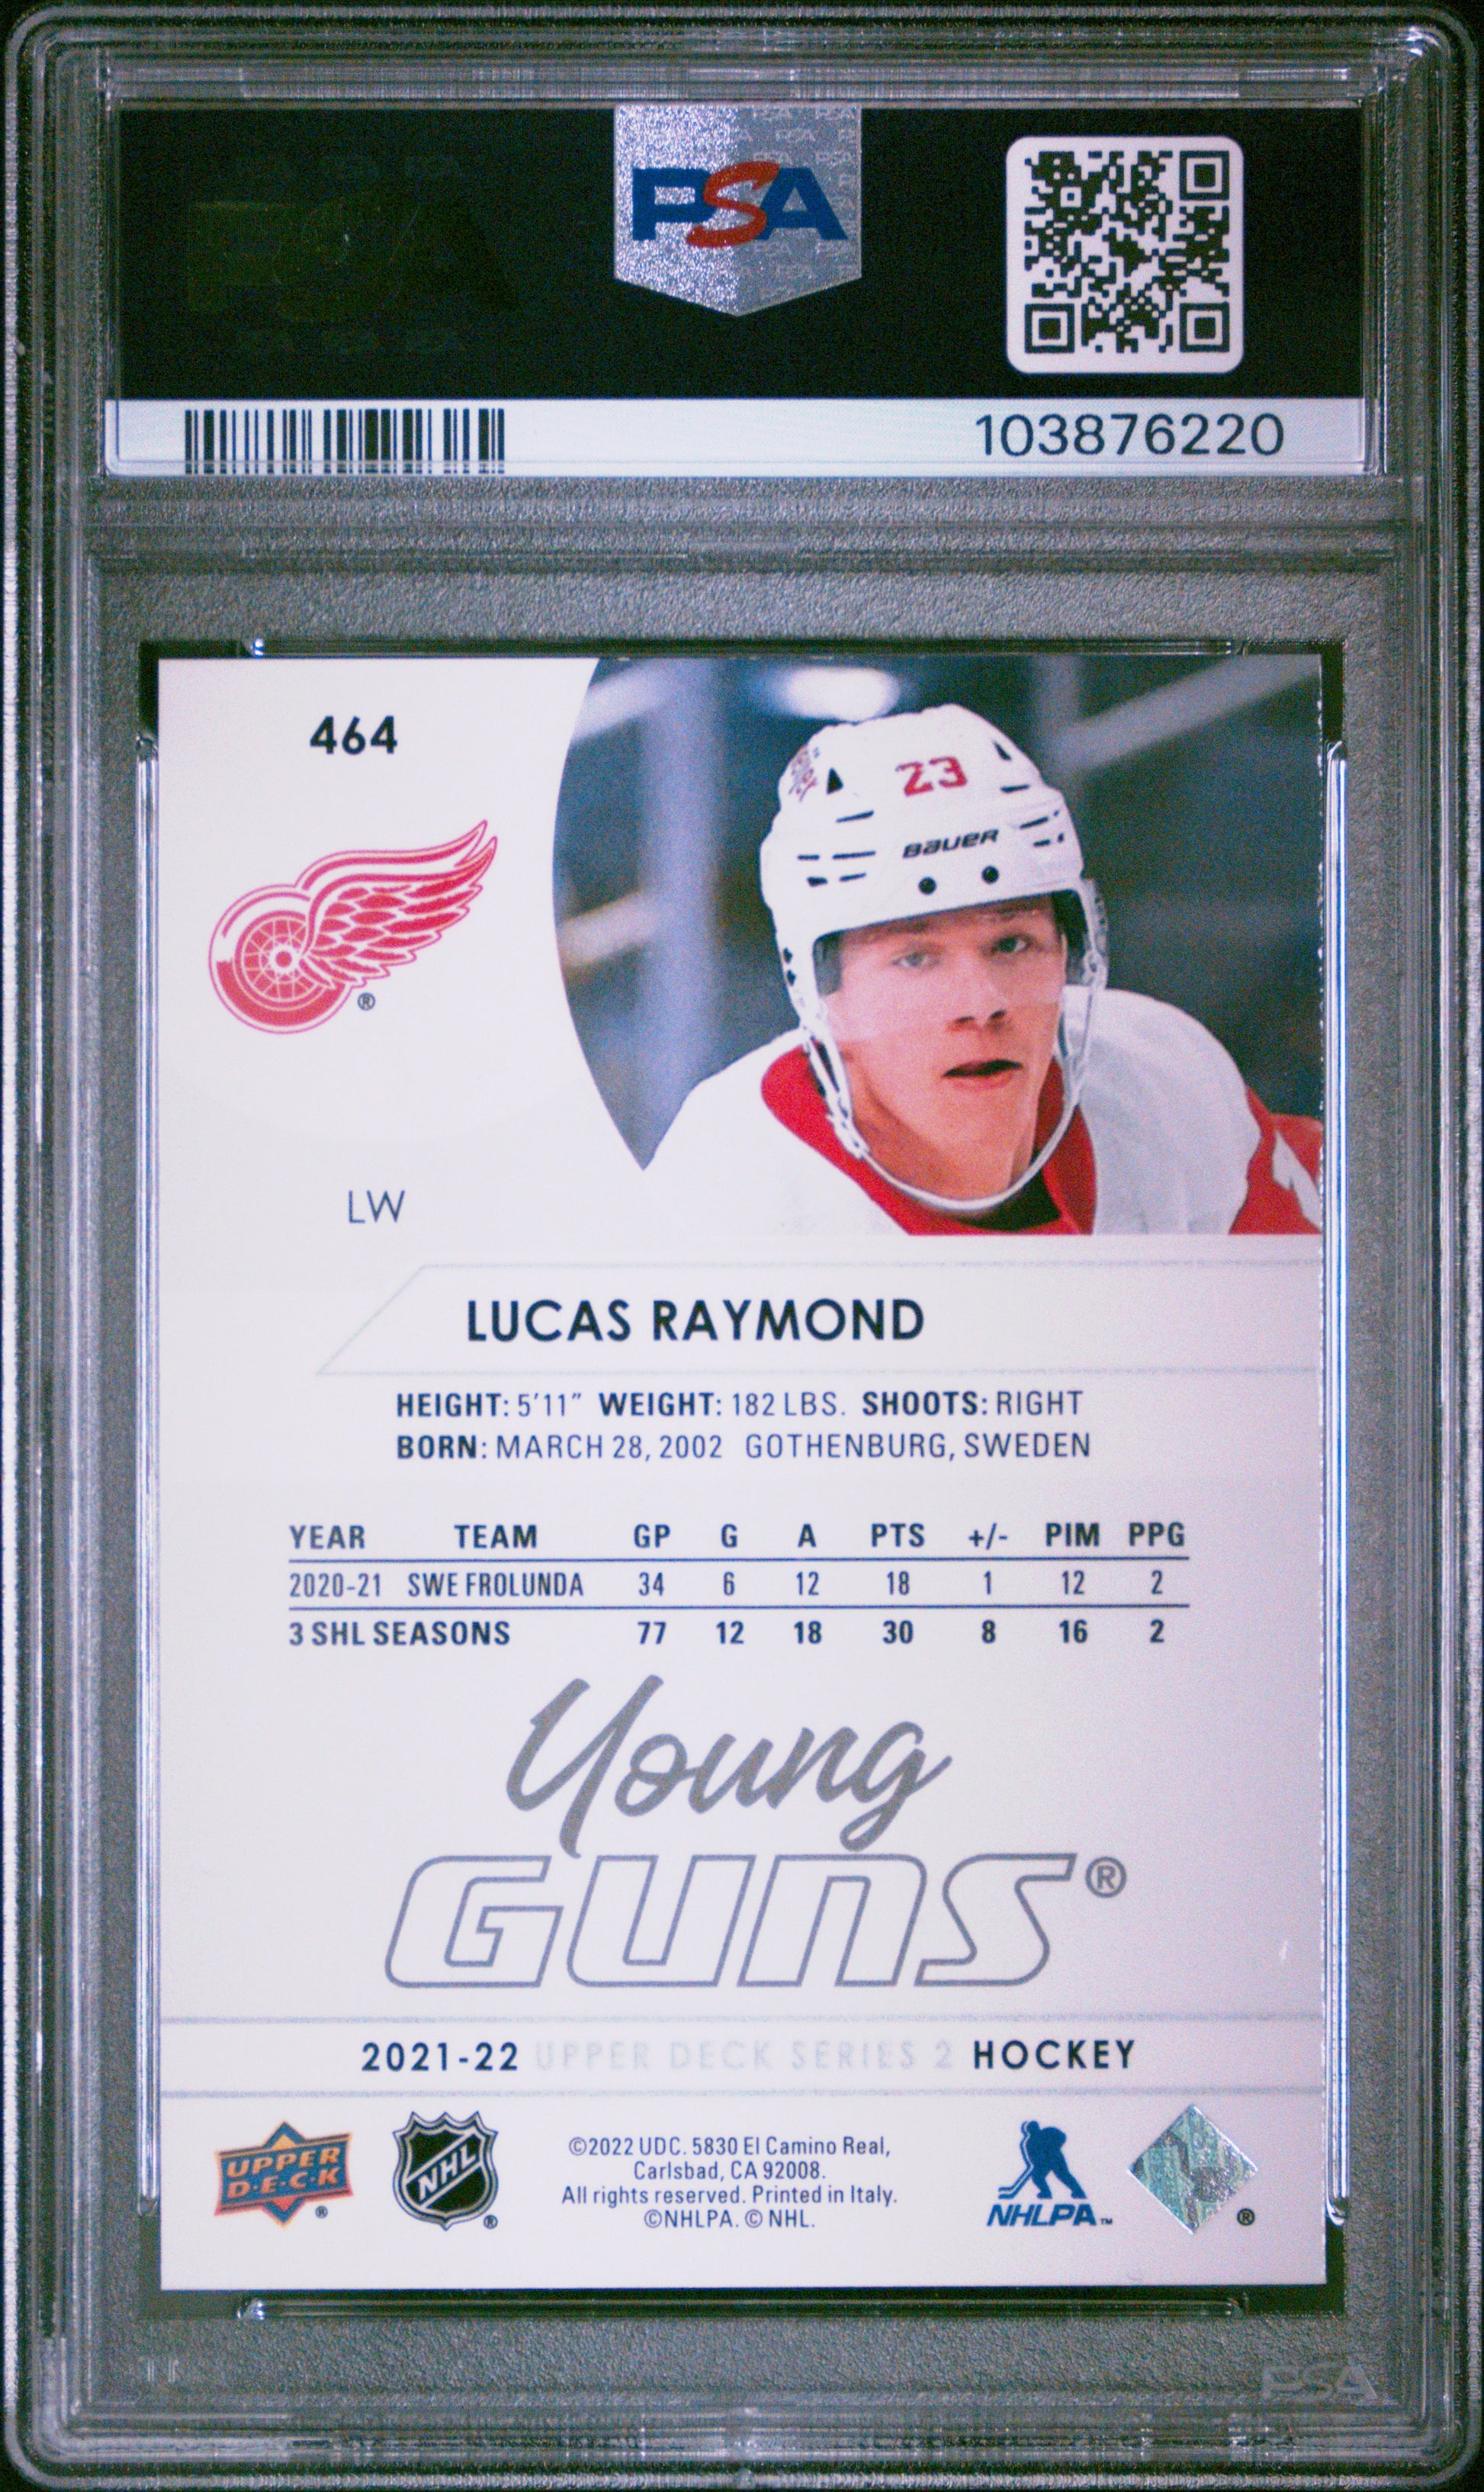 PSA
103876220
464
23
BAUER
®
LW
LUCAS RAYMOND
HEIGHT: 5'11" WEIGHT: 182 LBS. SHOOTS: RIGHT
BORN: MARCH 28, 2002 GOTHENBURG, SWEDEN
YEAR TEAM GP G A PTS +/- PIM PPG
2020-21 SWE FROLUNDA 34 6 12 18 1 12 2
3 SHL SEASONS 77 12 18 30 8 16 2
Young
GUNS®
2021-22 UPPER DECK SERIES 2 HOCKEY
UPPER
D·E·C·K
®
NHL
®
©2022 UDC. 5830 El Camino Real,
Carlsbad, CA 92008.
All rights reserved. Printed in Italy.
©NHLPA. © NHL.
NHLPA™
®
PSA